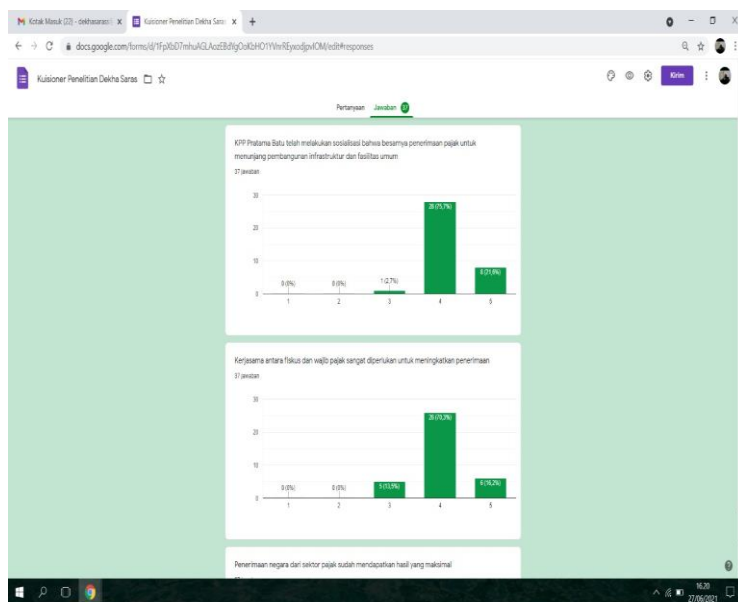 Kotak Masuk (22) - dekhasaras
Kuisioner Penelitian Dekha Saras
docs.google.com/forms/d/
/edit#responses
Kuisioner Penelitian Dekha Saras
Kirim
Pertanyaan Jawaban 37
KPP Pratama Batu telah melakukan sosialisasi bahwa besarnya penerimaan pajak untuk
menunjang pembangunan infrastruktur dan fasilitas umum
37 jawaban
30
20
10
0
0 (0%) 0 (0%) 1 (2,7%) 28 (75,7%) 8 (21,6%)
1 2 3 4 5
Kerjasama antara fiskus dan wajib pajak sangat diperlukan untuk meningkatkan penerimaan
37 jawaban
30
20
10
0
0 (0%) 0 (0%) 5 (13,5%) 26 (70,3%) 6 (16,2%)
1 2 3 4 5
Penerimaan negara dari sektor pajak sudah mendapatkan hasil yang maksimal
16.20
27/06/2021